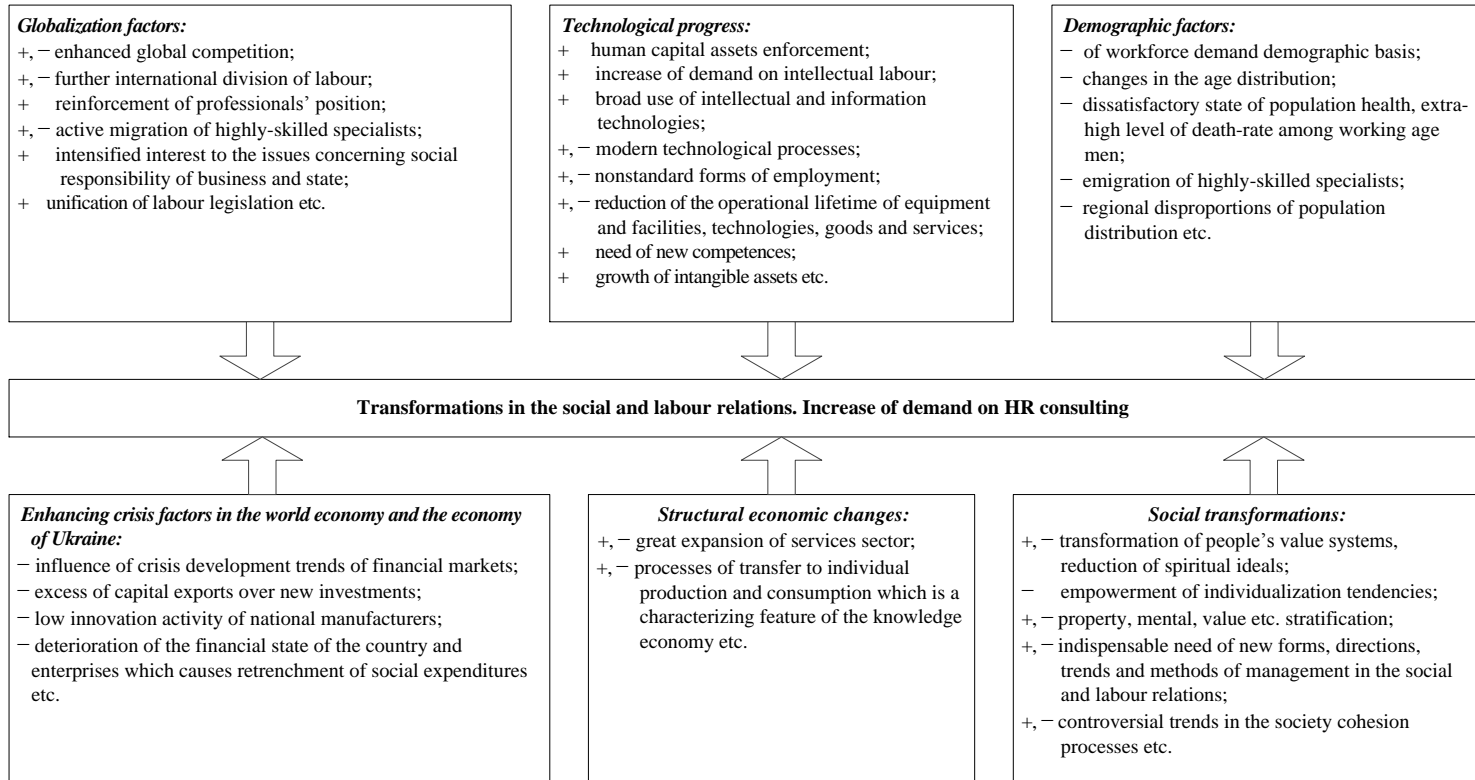 Globalization factors:
+, − enhanced global competition;
+, − further international division of labour;
+ reinforcement of professionals’ position;
+, − active migration of highly-skilled specialists;
+ intensified interest to the issues concerning social
responsibility of business and state;
+ unification of labour legislation etc.
Technological progress:
+ human capital assets enforcement;
+ increase of demand on intellectual labour;
+ broad use of intellectual and information
technologies;
+, − modern technological processes;
+, − nonstandard forms of employment;
+, − reduction of the operational lifetime of equipment
and facilities, technologies, goods and services;
+ need of new competences;
+ growth of intangible assets etc.
Demographic factors:
− of workforce demand demographic basis;
− changes in the age distribution;
− dissatisfactory state of population health, extra-
high level of death-rate among working age
men;
− emigration of highly-skilled specialists;
− regional disproportions of population
distribution etc.
Transformations in the social and labour relations. Increase of demand on HR consulting
Enhancing crisis factors in the world economy and the economy
of Ukraine:
− influence of crisis development trends of financial markets;
− excess of capital exports over new investments;
− low innovation activity of national manufacturers;
− deterioration of the financial state of the country and
enterprises which causes retrenchment of social expenditures
etc.
Structural economic changes:
+, − great expansion of services sector;
+, − processes of transfer to individual
production and consumption which is a
characterizing feature of the knowledge
economy etc.
Social transformations:
+, − transformation of people’s value systems,
reduction of spiritual ideals;
− empowerment of individualization tendencies;
+, − property, mental, value etc. stratification;
+, − indispensable need of new forms, directions,
trends and methods of management in the social
and labour relations;
+, − controversial trends in the society cohesion
processes etc.